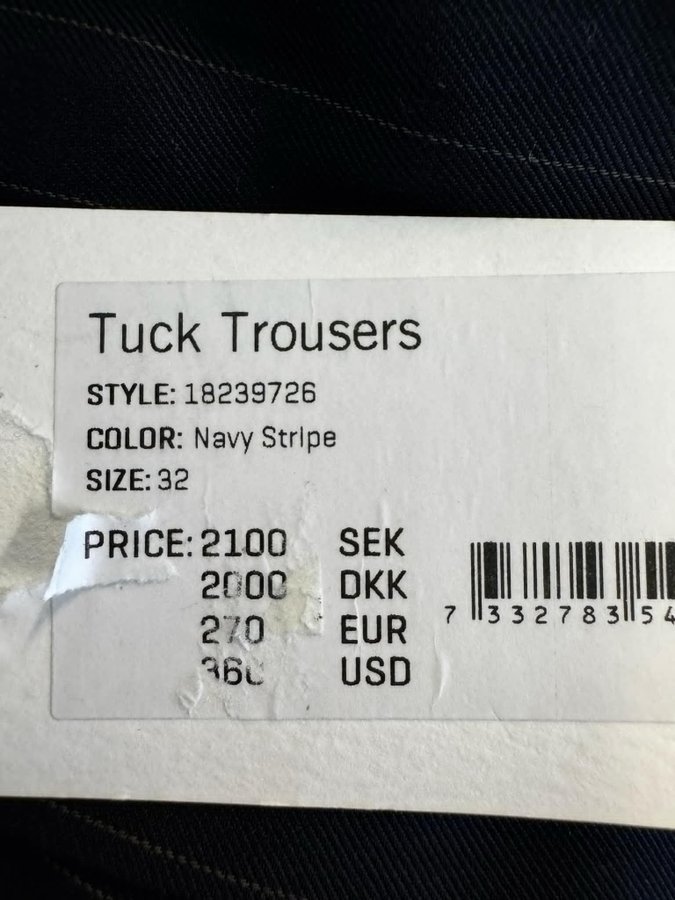 Tuck Trousers
STYLE: 18239726
COLOR: Navy Stripe
SIZE: 32
PRICE: 2100 SEK
2000 DKK
270 EUR
360 USD
7 332783 54